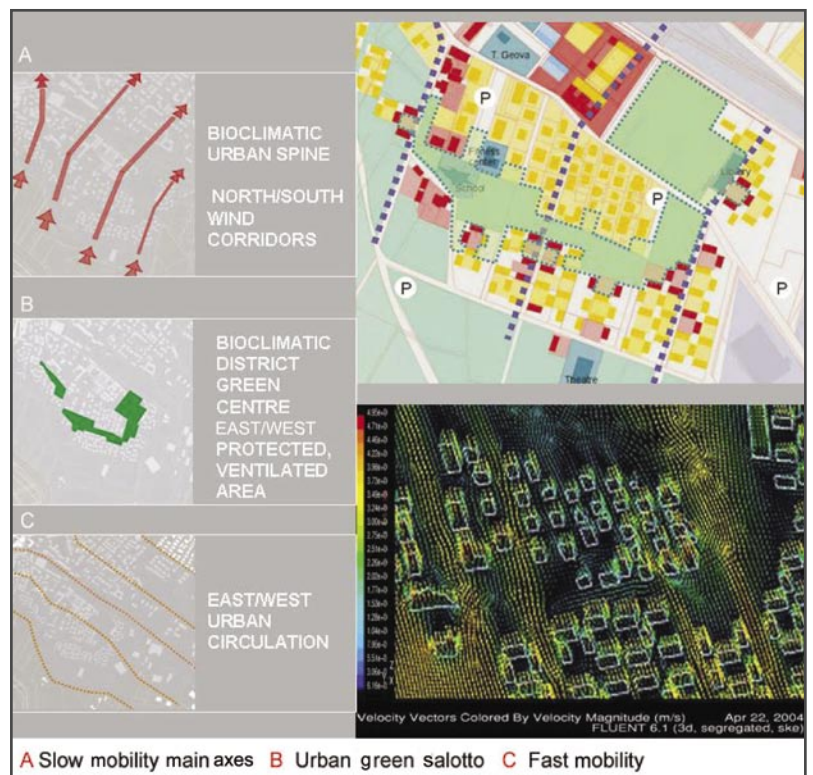 A
BIOCLIMATIC
URBAN SPINE
NORTH/SOUTH
WIND
CORRIDORS
B
BIOCLIMATIC
DISTRICT
GREEN
CENTRE
EAST/WEST
PROTECTED,
VENTILATED
AREA
C
EAST/WEST
URBAN
CIRCULATION
T. Geova
P
School
Library
P
P
P
Theatre
Velocity Vectors Colored By Velocity Magnitude (m/s) Apr 22, 2004
FLUENT 6.1 (3d, segregated, ske)
A Slow mobility main axes B Urban green salotto C Fast mobility